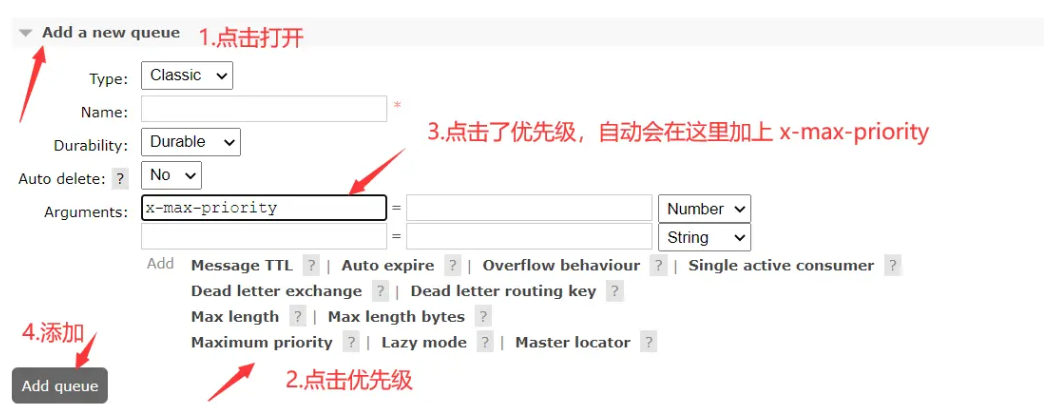 Add a new queue 1.点击打开
Type: Classic
Name: *
3.点击了优先级，自动会在这里加上 x-max-priority
Durability: Durable
Auto delete: ? No
Arguments: x-max-priority = Number
= String
Add Message TTL ? | Auto expire ? | Overflow behaviour ? | Single active consumer ?
Dead letter exchange ? | Dead letter routing key ?
Max length ? | Max length bytes ?
4.添加
Maximum priority ? | Lazy mode ? | Master locator ?
Add queue
2.点击优先级